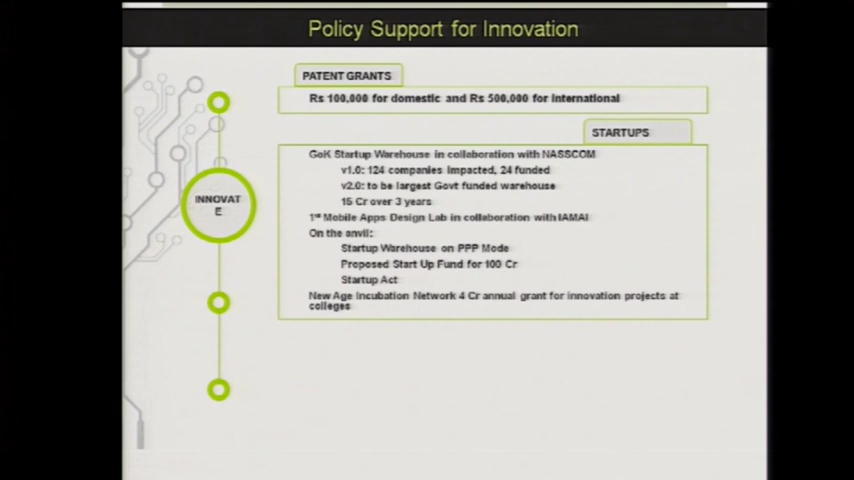 Policy Support for Innovation
PATENT GRANTS
Rs 100,000 for domestic and Rs 500,000 for International
STARTUPS
GoK Startup Warehouse in collaboration with NASSCOM
v1.0: 124 companies impacted, 24 funded
v2.0: to be largest Govt funded warehouse
15 Cr over 3 years
1st Mobile Apps Design Lab in collaboration with IAMAI
On the anvil:
Startup Warehouse on PPP Mode
Proposed Start Up Fund for 100 Cr
Startup Act
New Age Incubation Network 4 Cr annual grant for innovation projects at
colleges
INNOVAT
E